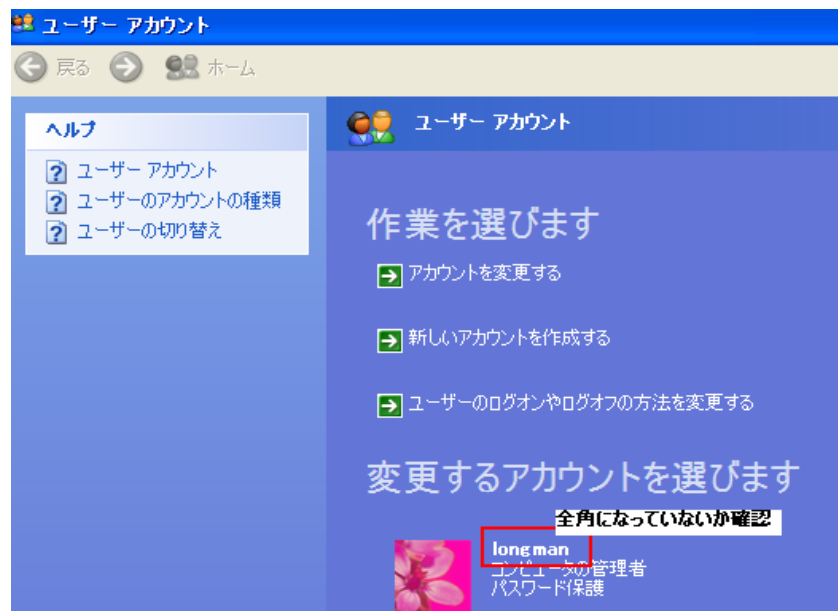 ユーザー アカウント
戻る
ホーム
ヘルプ
ユーザー アカウント
ユーザーのアカウントの種類
ユーザーの切り替え
ユーザー アカウント
作業を選びます
アカウントを変更する
新しいアカウントを作成する
ユーザーのログオンやログオフの方法を変更する
変更するアカウントを選びます
全角になっていないか確認
longman
コンピュータの管理者
パスワード保護